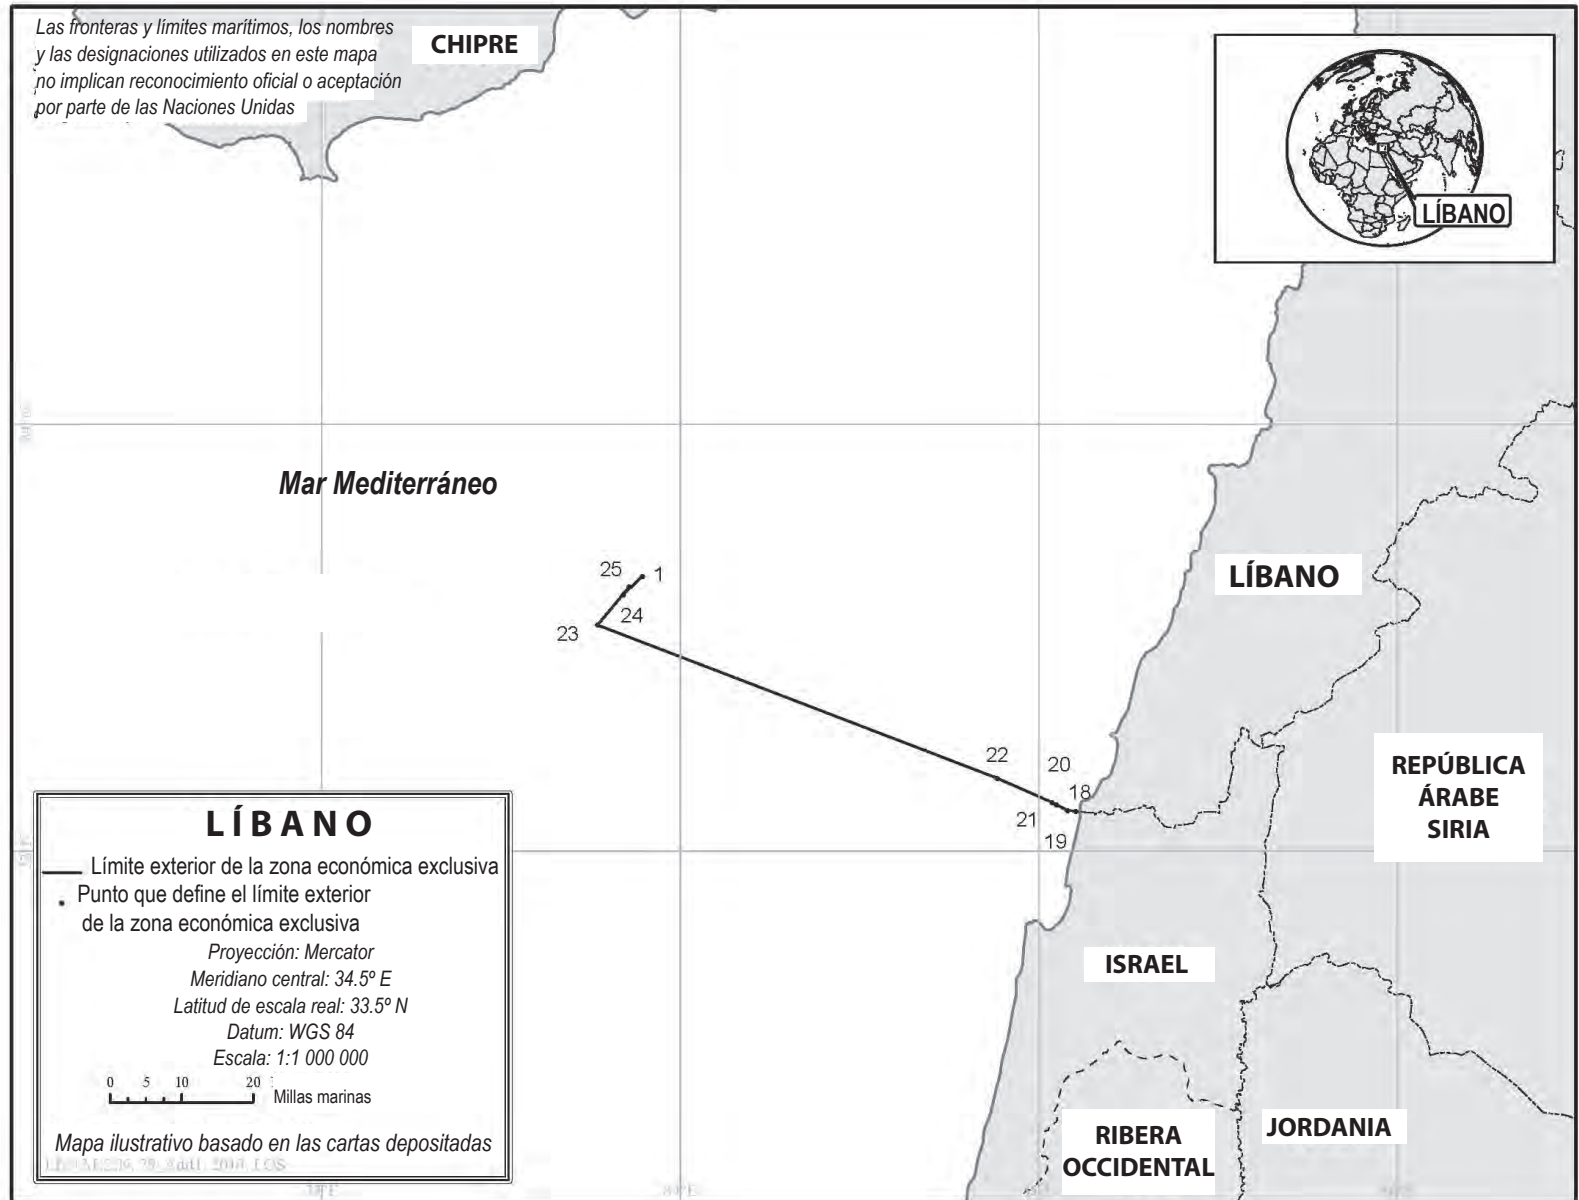 Las fronteras y límites marítimos, los nombres
y las designaciones utilizados en este mapa
no implican reconocimiento oficial o aceptación
por parte de las Naciones Unidas
CHIPRE
LÍBANO
Mar Mediterráneo
25
1
24
23
LÍBANO
22
20
18
21
19
REPÚBLICA
ÁRABE
SIRIA
ISRAEL
RIBERA
OCCIDENTAL
JORDANIA
LÍBANO
Límite exterior de la zona económica exclusiva
Punto que define el límite exterior
de la zona económica exclusiva
Proyección: Mercator
Meridiano central: 34.5º E
Latitud de escala real: 33.5º N
Datum: WGS 84
Escala: 1:1 000 000
0 5 10 20
Millas marinas
Mapa ilustrativo basado en las cartas depositadas